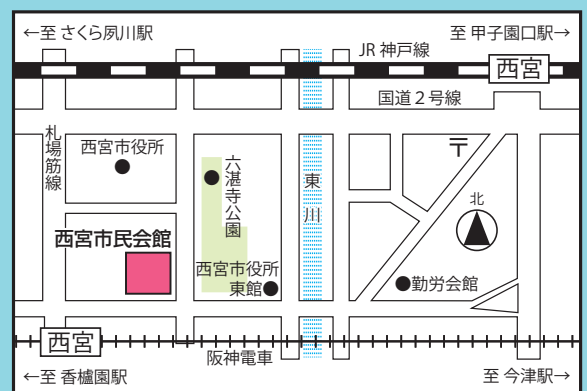 ←至 さくら夙川駅
至 甲子園口駅→
JR 神戸線
西宮
国道２号線
札場筋線
西宮市役所
六湛寺公園
東川
〒
北
西宮市民会館
西宮市役所
東館
勤労会館
西宮
阪神電車
←至 香櫨園駅
至 今津駅→